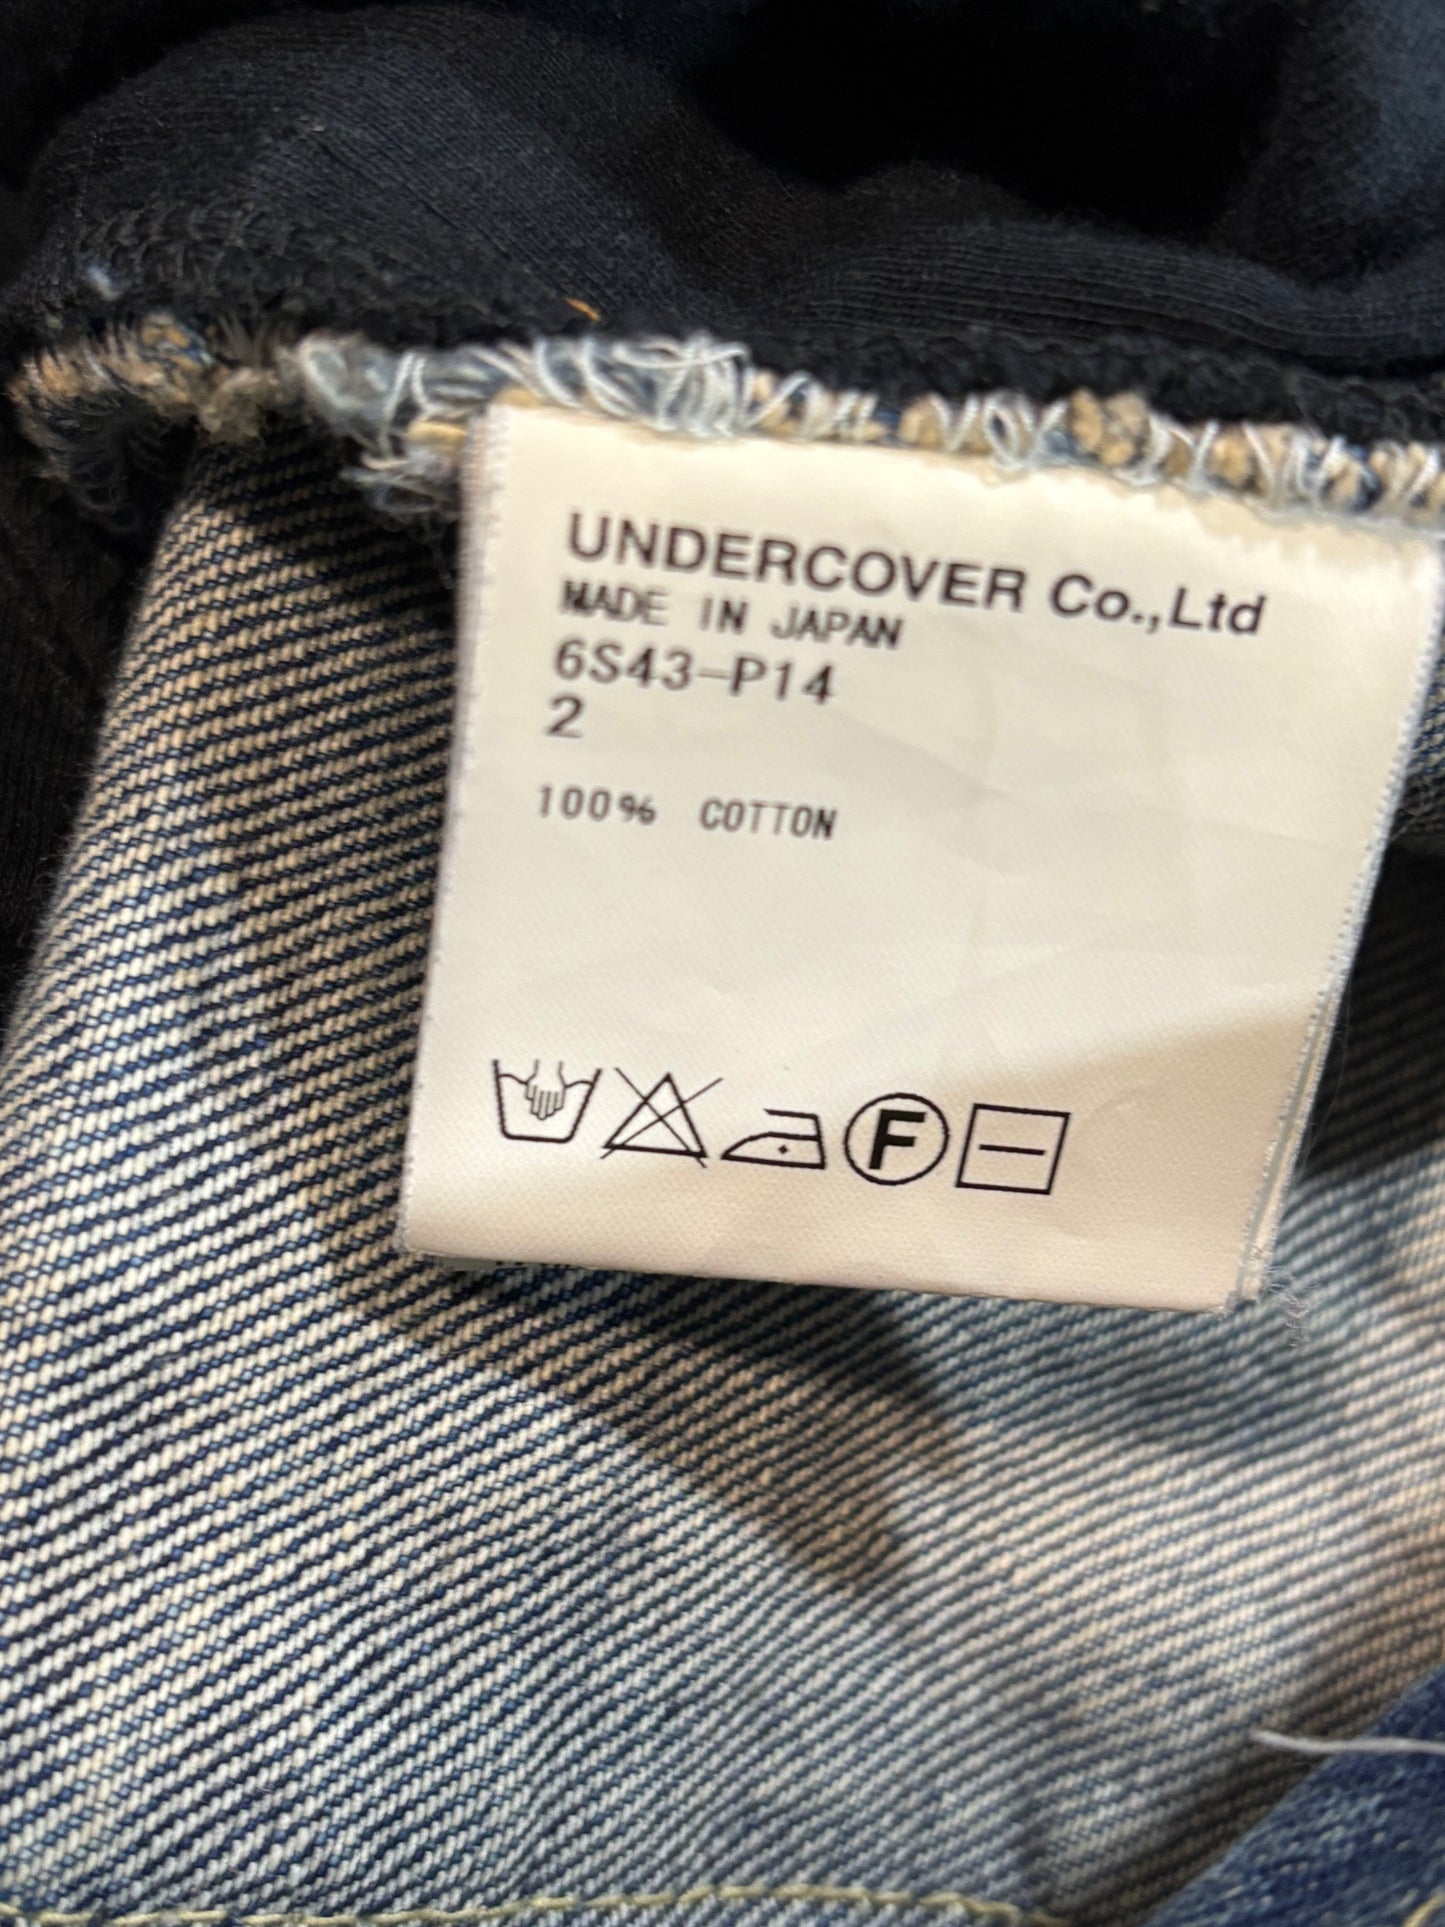 UNDERCOVER Co.,Ltd
MADE IN JAPAN
6S43-P14
2
100% COTTON
F